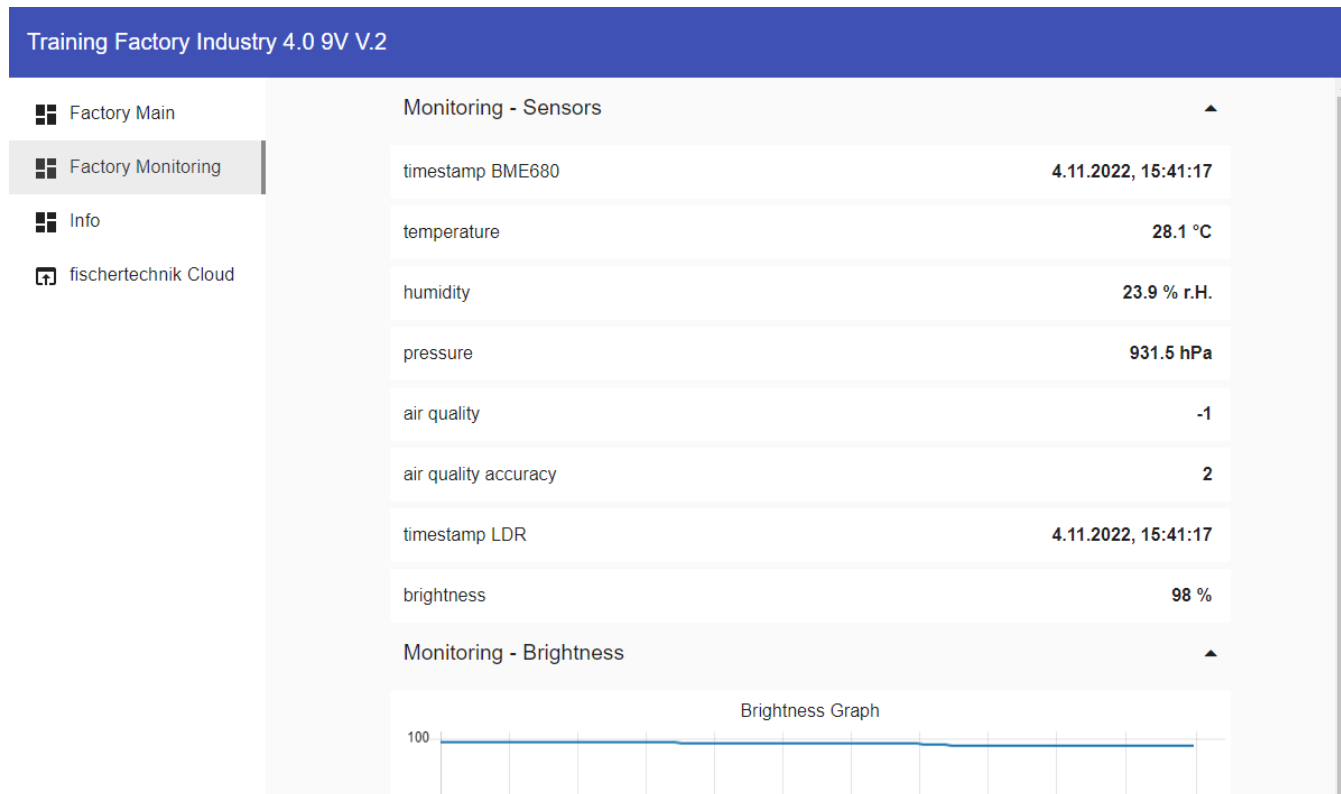 Training Factory Industry 4.0 9V V.2
Factory Main
Factory Monitoring
Info
fischertechnik Cloud
Monitoring - Sensors
timestamp BME680 4.11.2022, 15:41:17
temperature 28.1 °C
humidity 23.9 % r.H.
pressure 931.5 hPa
air quality -1
air quality accuracy 2
timestamp LDR 4.11.2022, 15:41:17
brightness 98 %
Monitoring - Brightness
Brightness Graph
100